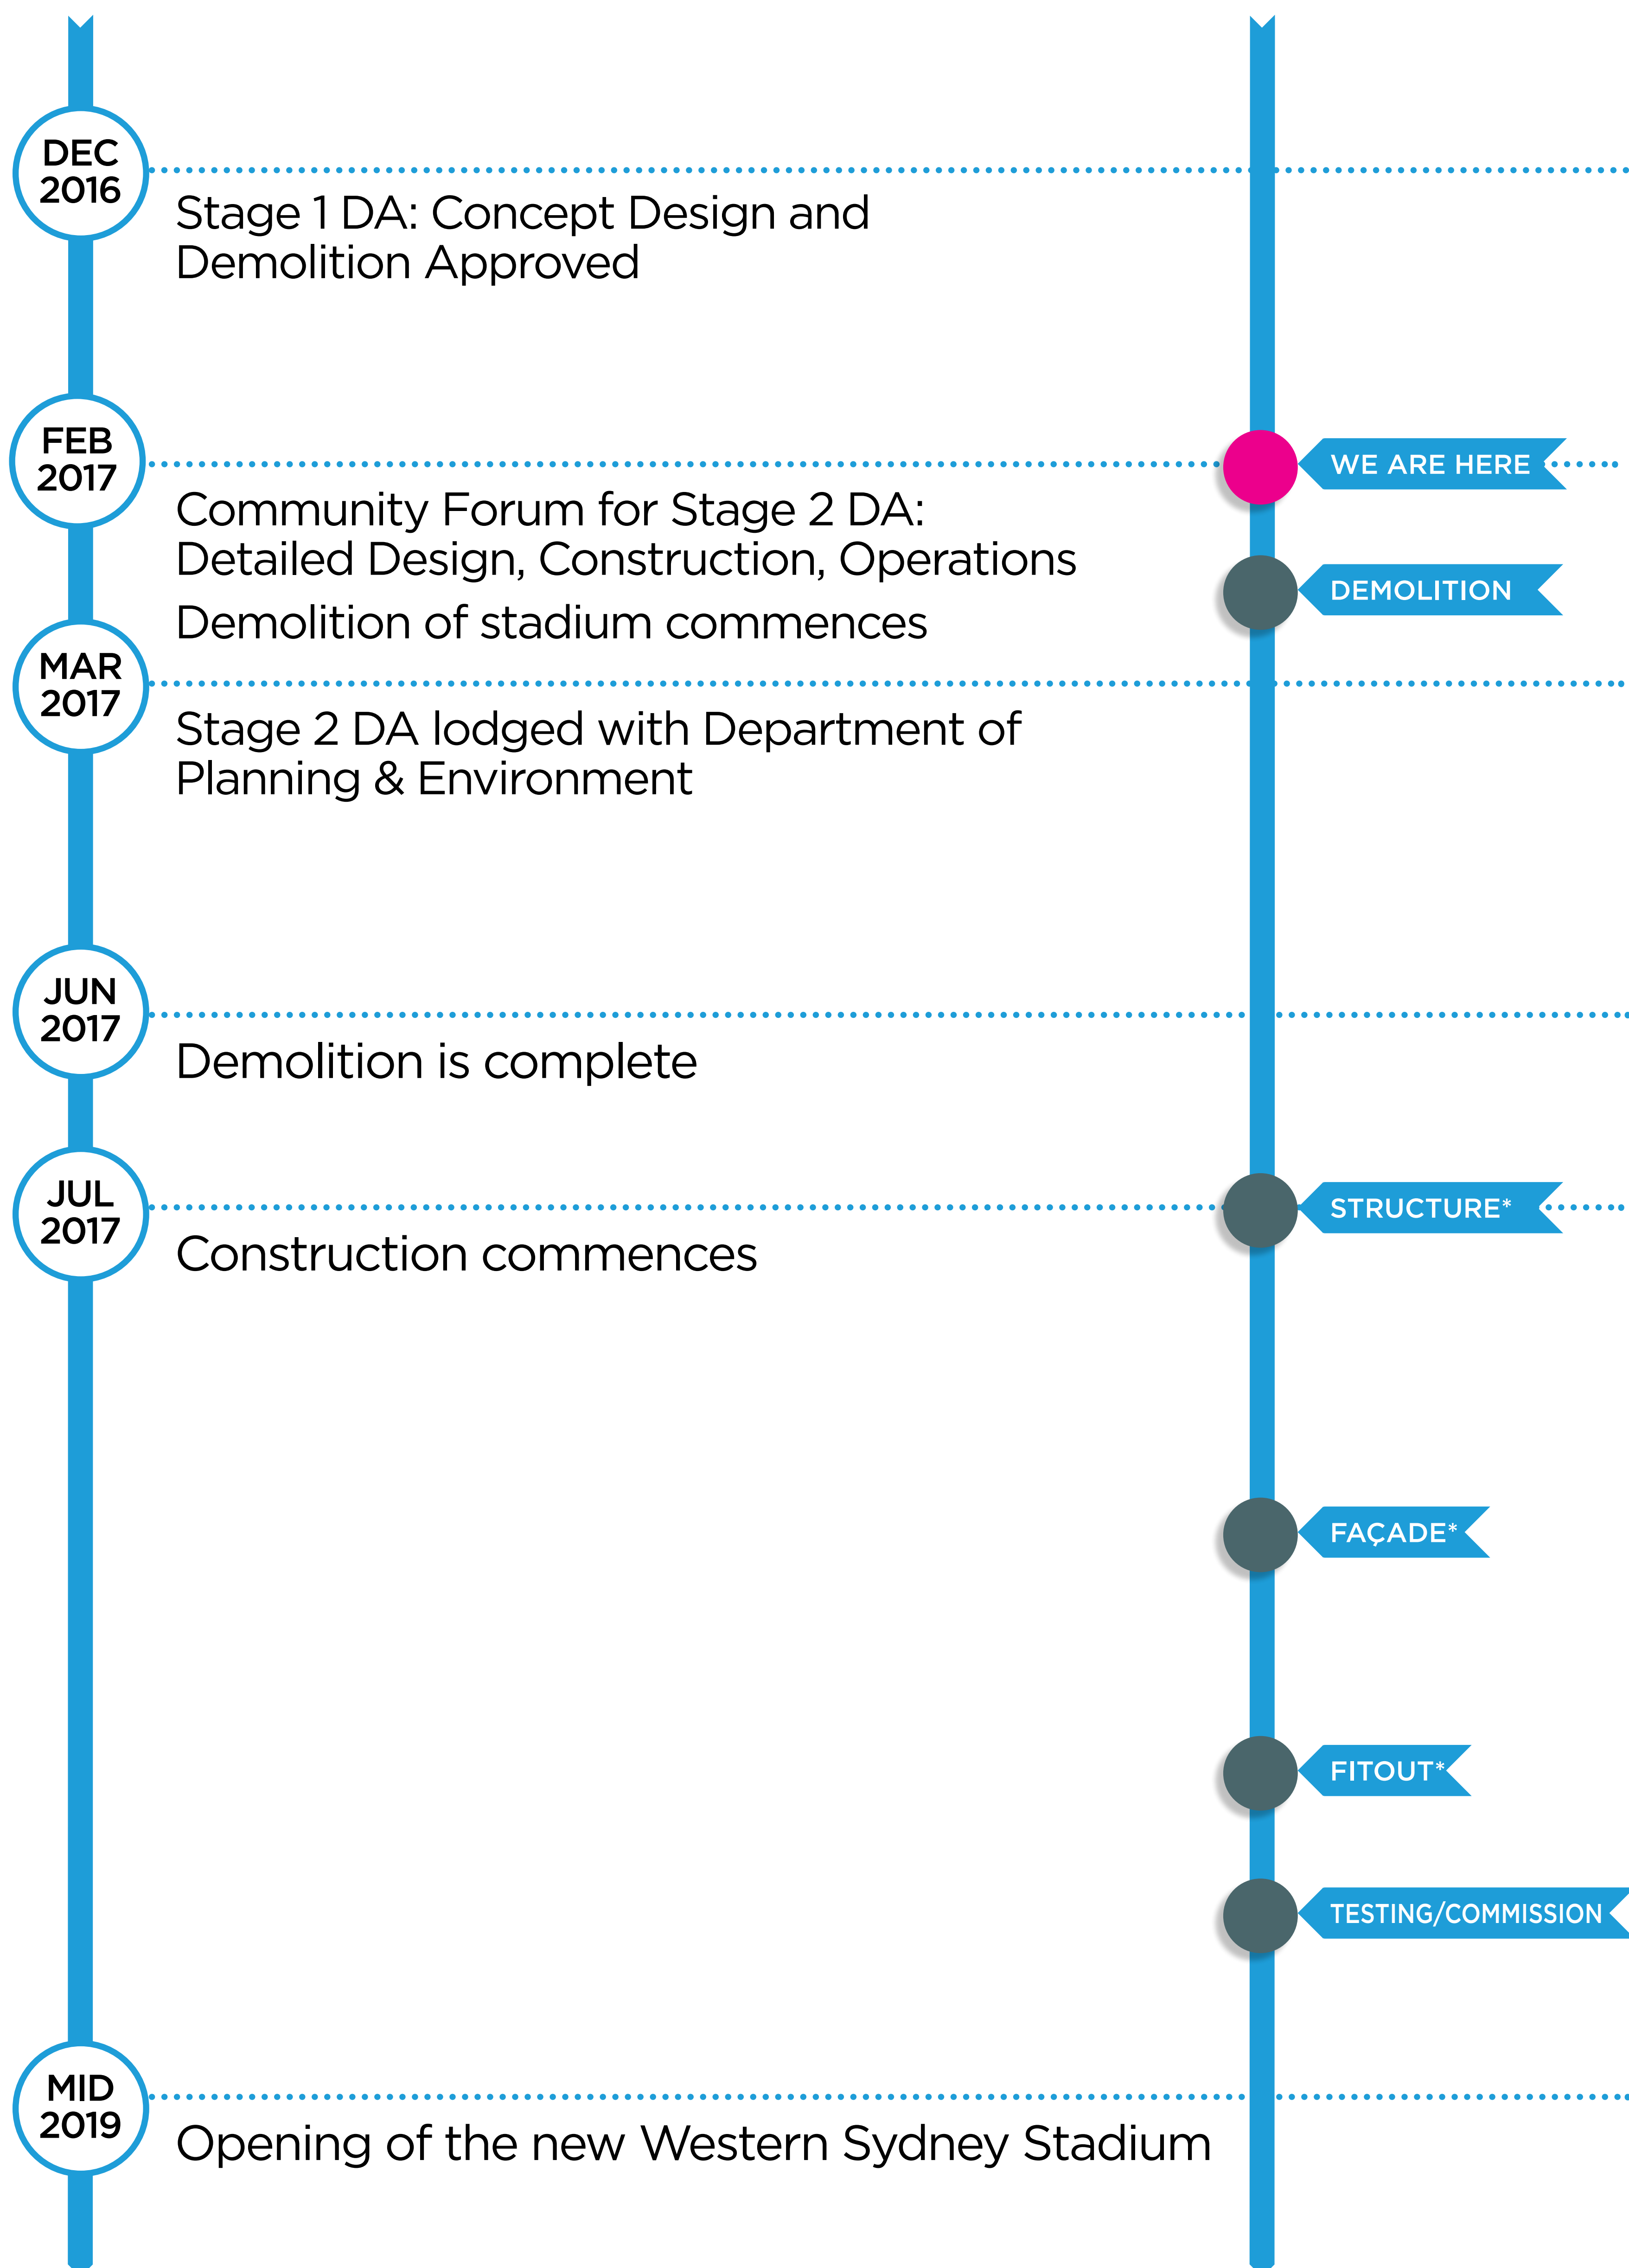 DEC
2016
Stage 1 DA: Concept Design and
Demolition Approved
FEB
2017
WE ARE HERE
Community Forum for Stage 2 DA:
Detailed Design, Construction, Operations
DEMOLITION
Demolition of stadium commences
MAR
2017
Stage 2 DA lodged with Department of
Planning & Environment
JUN
2017
Demolition is complete
JUL
2017
STRUCTURE*
Construction commences
FAÇADE*
FITOUT*
TESTING/COMMISSION
MID
2019
Opening of the new Western Sydney Stadium